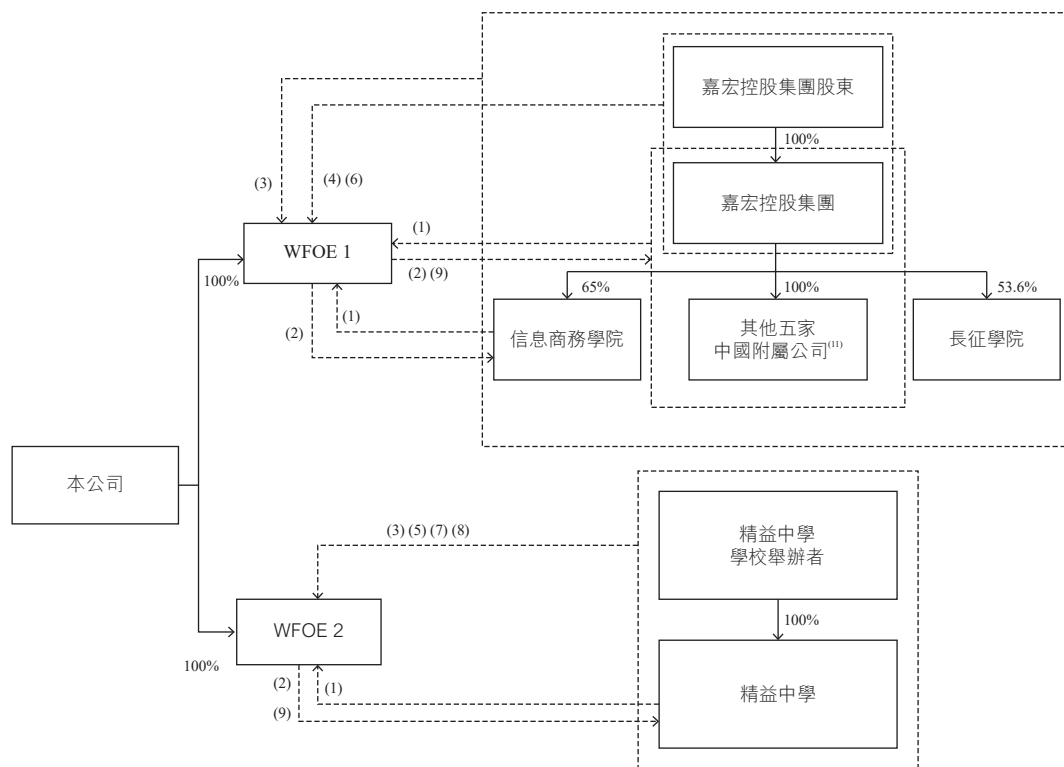 嘉宏控股集團股東
100%
(3)
(4) (6)
嘉宏控股集團
(1)
WFOE 1
(2) (9)
100%
65%
100%
53.6%
(1)
(2)
信息商務學院
其他五家
中國附屬公司(11)
長征學院
本公司
精益中學
學校舉辦者
(3) (5) (7) (8)
100%
WFOE 2
100%
(2)
(1)
精益中學
(9)